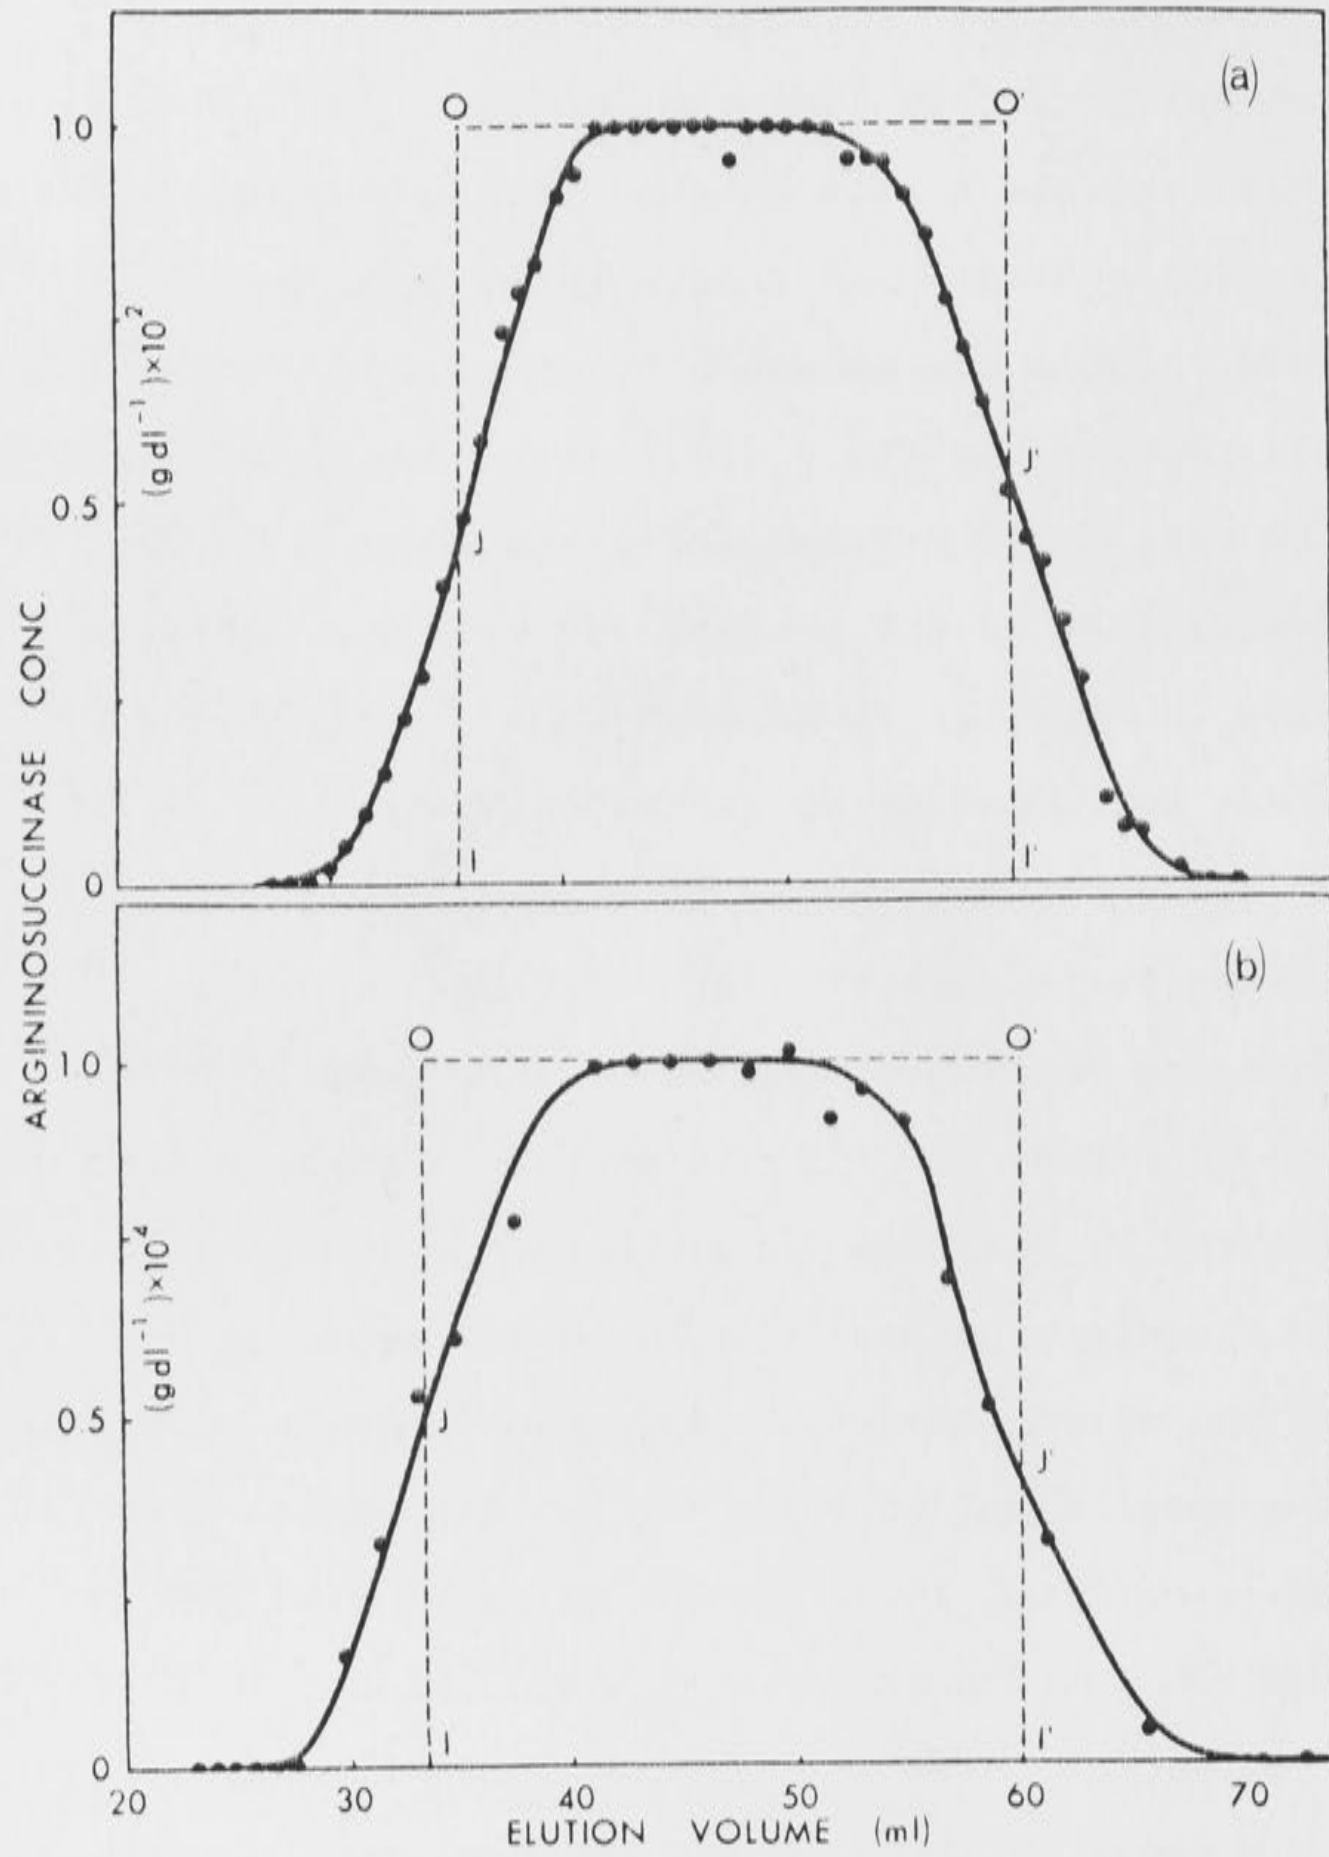 ARGININOSUCCINASE CONC.
(a)
O O'
1.0
(g dl⁻¹)×10²
0.5
J J'
I I'
0
(b)
O O'
1.0
(g dl⁻¹)×10⁴
0.5
J J'
I I'
0
20 30 40 50 60 70
ELUTION VOLUME (ml)